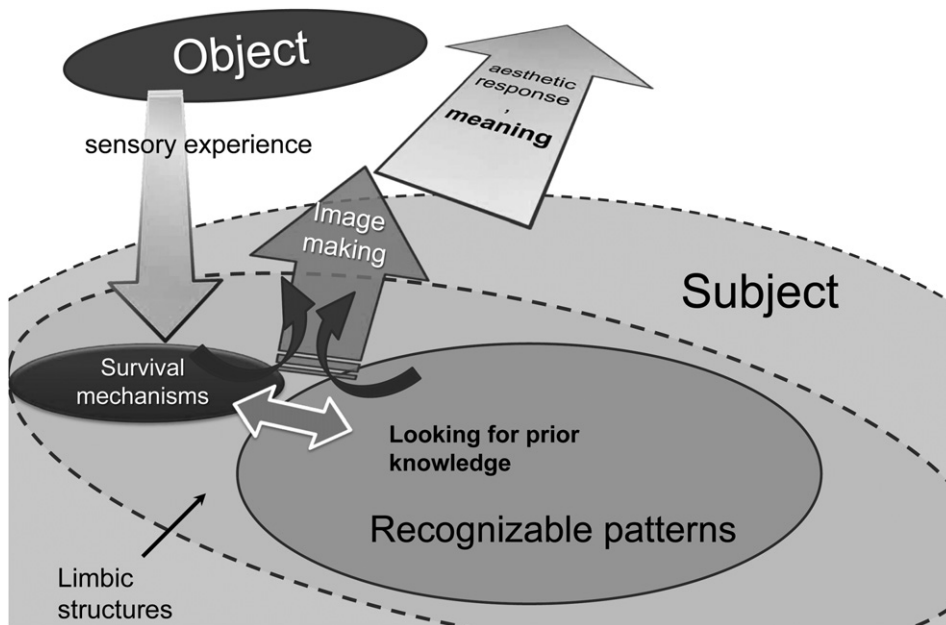 Object
sensory experience
aesthetic
response
,
meaning
Image
making
Subject
Survival
mechanisms
Looking for prior
knowledge
Recognizable patterns
Limbic
structures